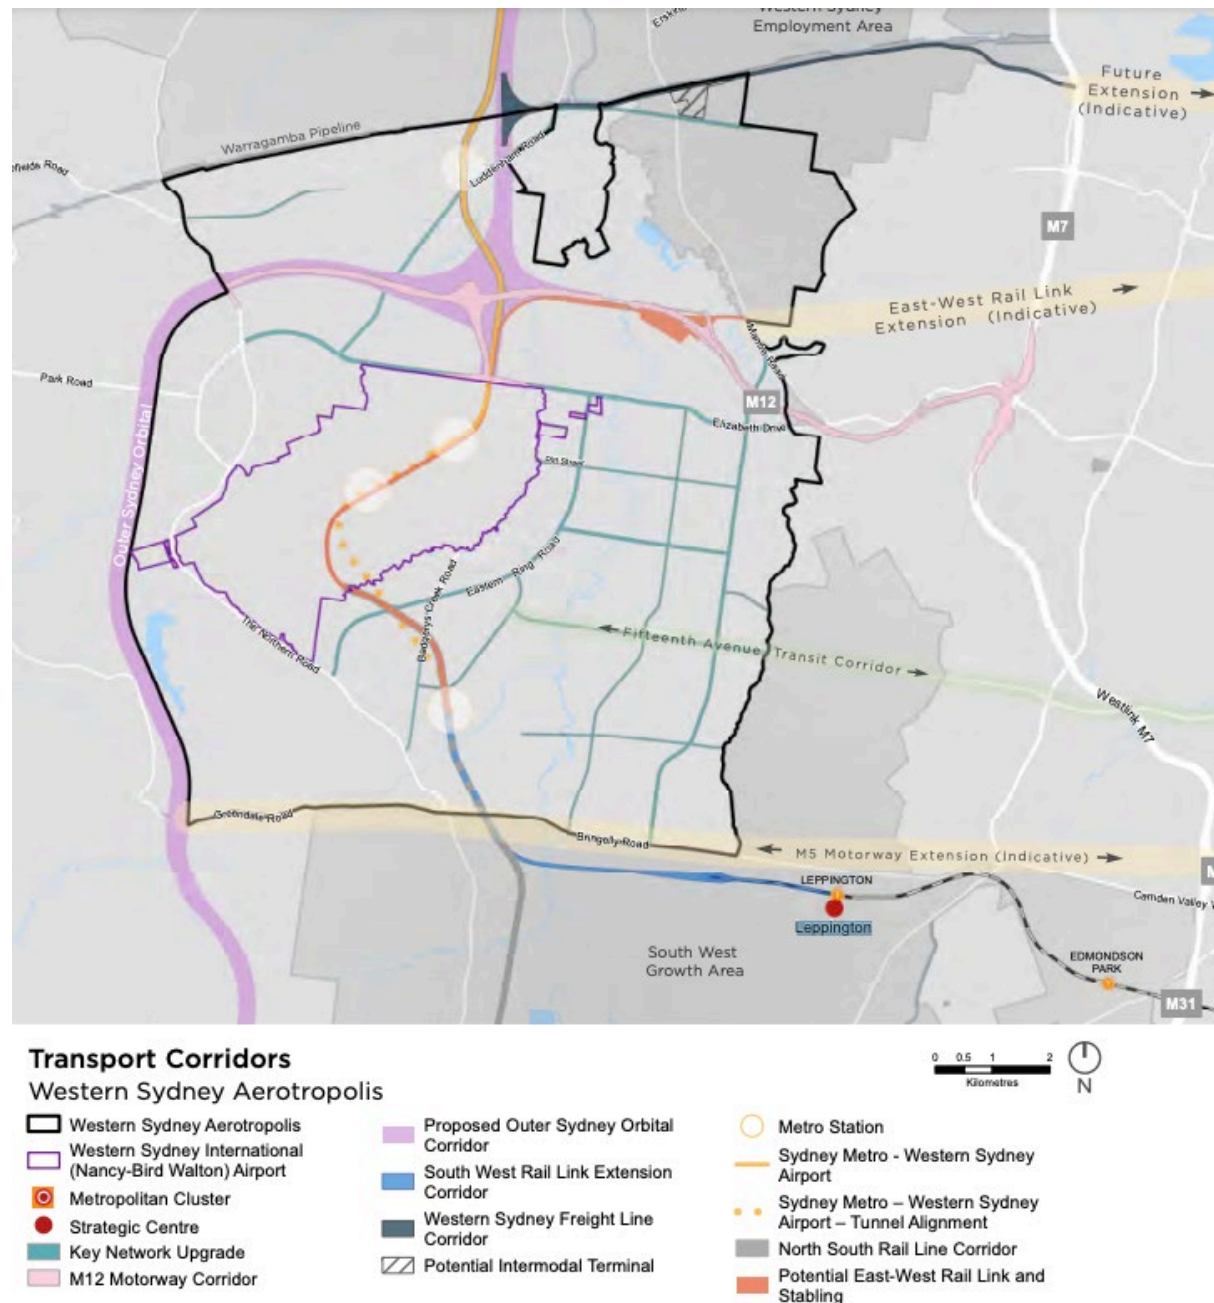 Western Sydney
Employment Area
Future
Extension
(Indicative)
Warragamba Pipeline
Luddenham Road
M7
East-West Rail Link
Extension (Indicative)
Park Road
M12
Elizabeth Drive
Outer Sydney Orbital
Eastern Ring Road
Badgerys Creek Road
The Northern Road
Fifteenth Avenue Transit Corridor
Westlink M7
Greendale Road
Bringelly Road
M5 Motorway Extension (Indicative)
LEPPINGTON
Leppington
Camden Valley
South West
Growth Area
EDMONDSON
PARK
M31
Transport Corridors
Western Sydney Aerotropolis
0 0.5 1 2
Kilometres
N
Western Sydney Aerotropolis
Western Sydney International
(Nancy-Bird Walton) Airport
Metropolitan Cluster
Strategic Centre
Key Network Upgrade
M12 Motorway Corridor
Proposed Outer Sydney Orbital
Corridor
South West Rail Link Extension
Corridor
Western Sydney Freight Line
Corridor
Potential Intermodal Terminal
Metro Station
Sydney Metro - Western Sydney
Airport
Sydney Metro – Western Sydney
Airport – Tunnel Alignment
North South Rail Line Corridor
Potential East-West Rail Link and
Stabling